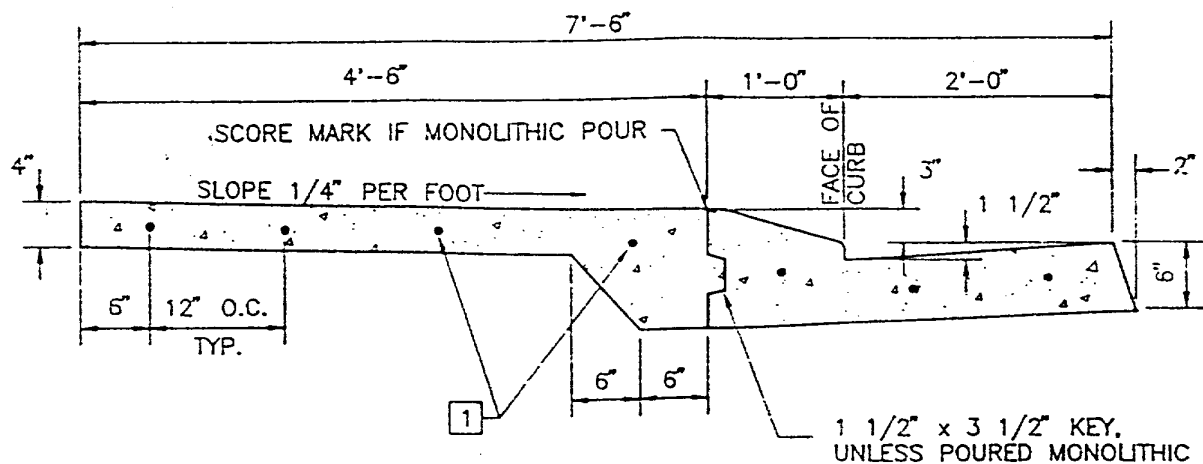 7'-6"
4'-6"
1'-0"
2'-0"
SCORE MARK IF MONOLITHIC POUR
FACE OF
CURB
4"
3"
2"
SLOPE 1/4" PER FOOT
1 1/2"
6"
6"
12" O.C.
TYP.
6"
6"
1
1 1/2" x 3 1/2" KEY,
UNLESS POURED MONOLITHIC